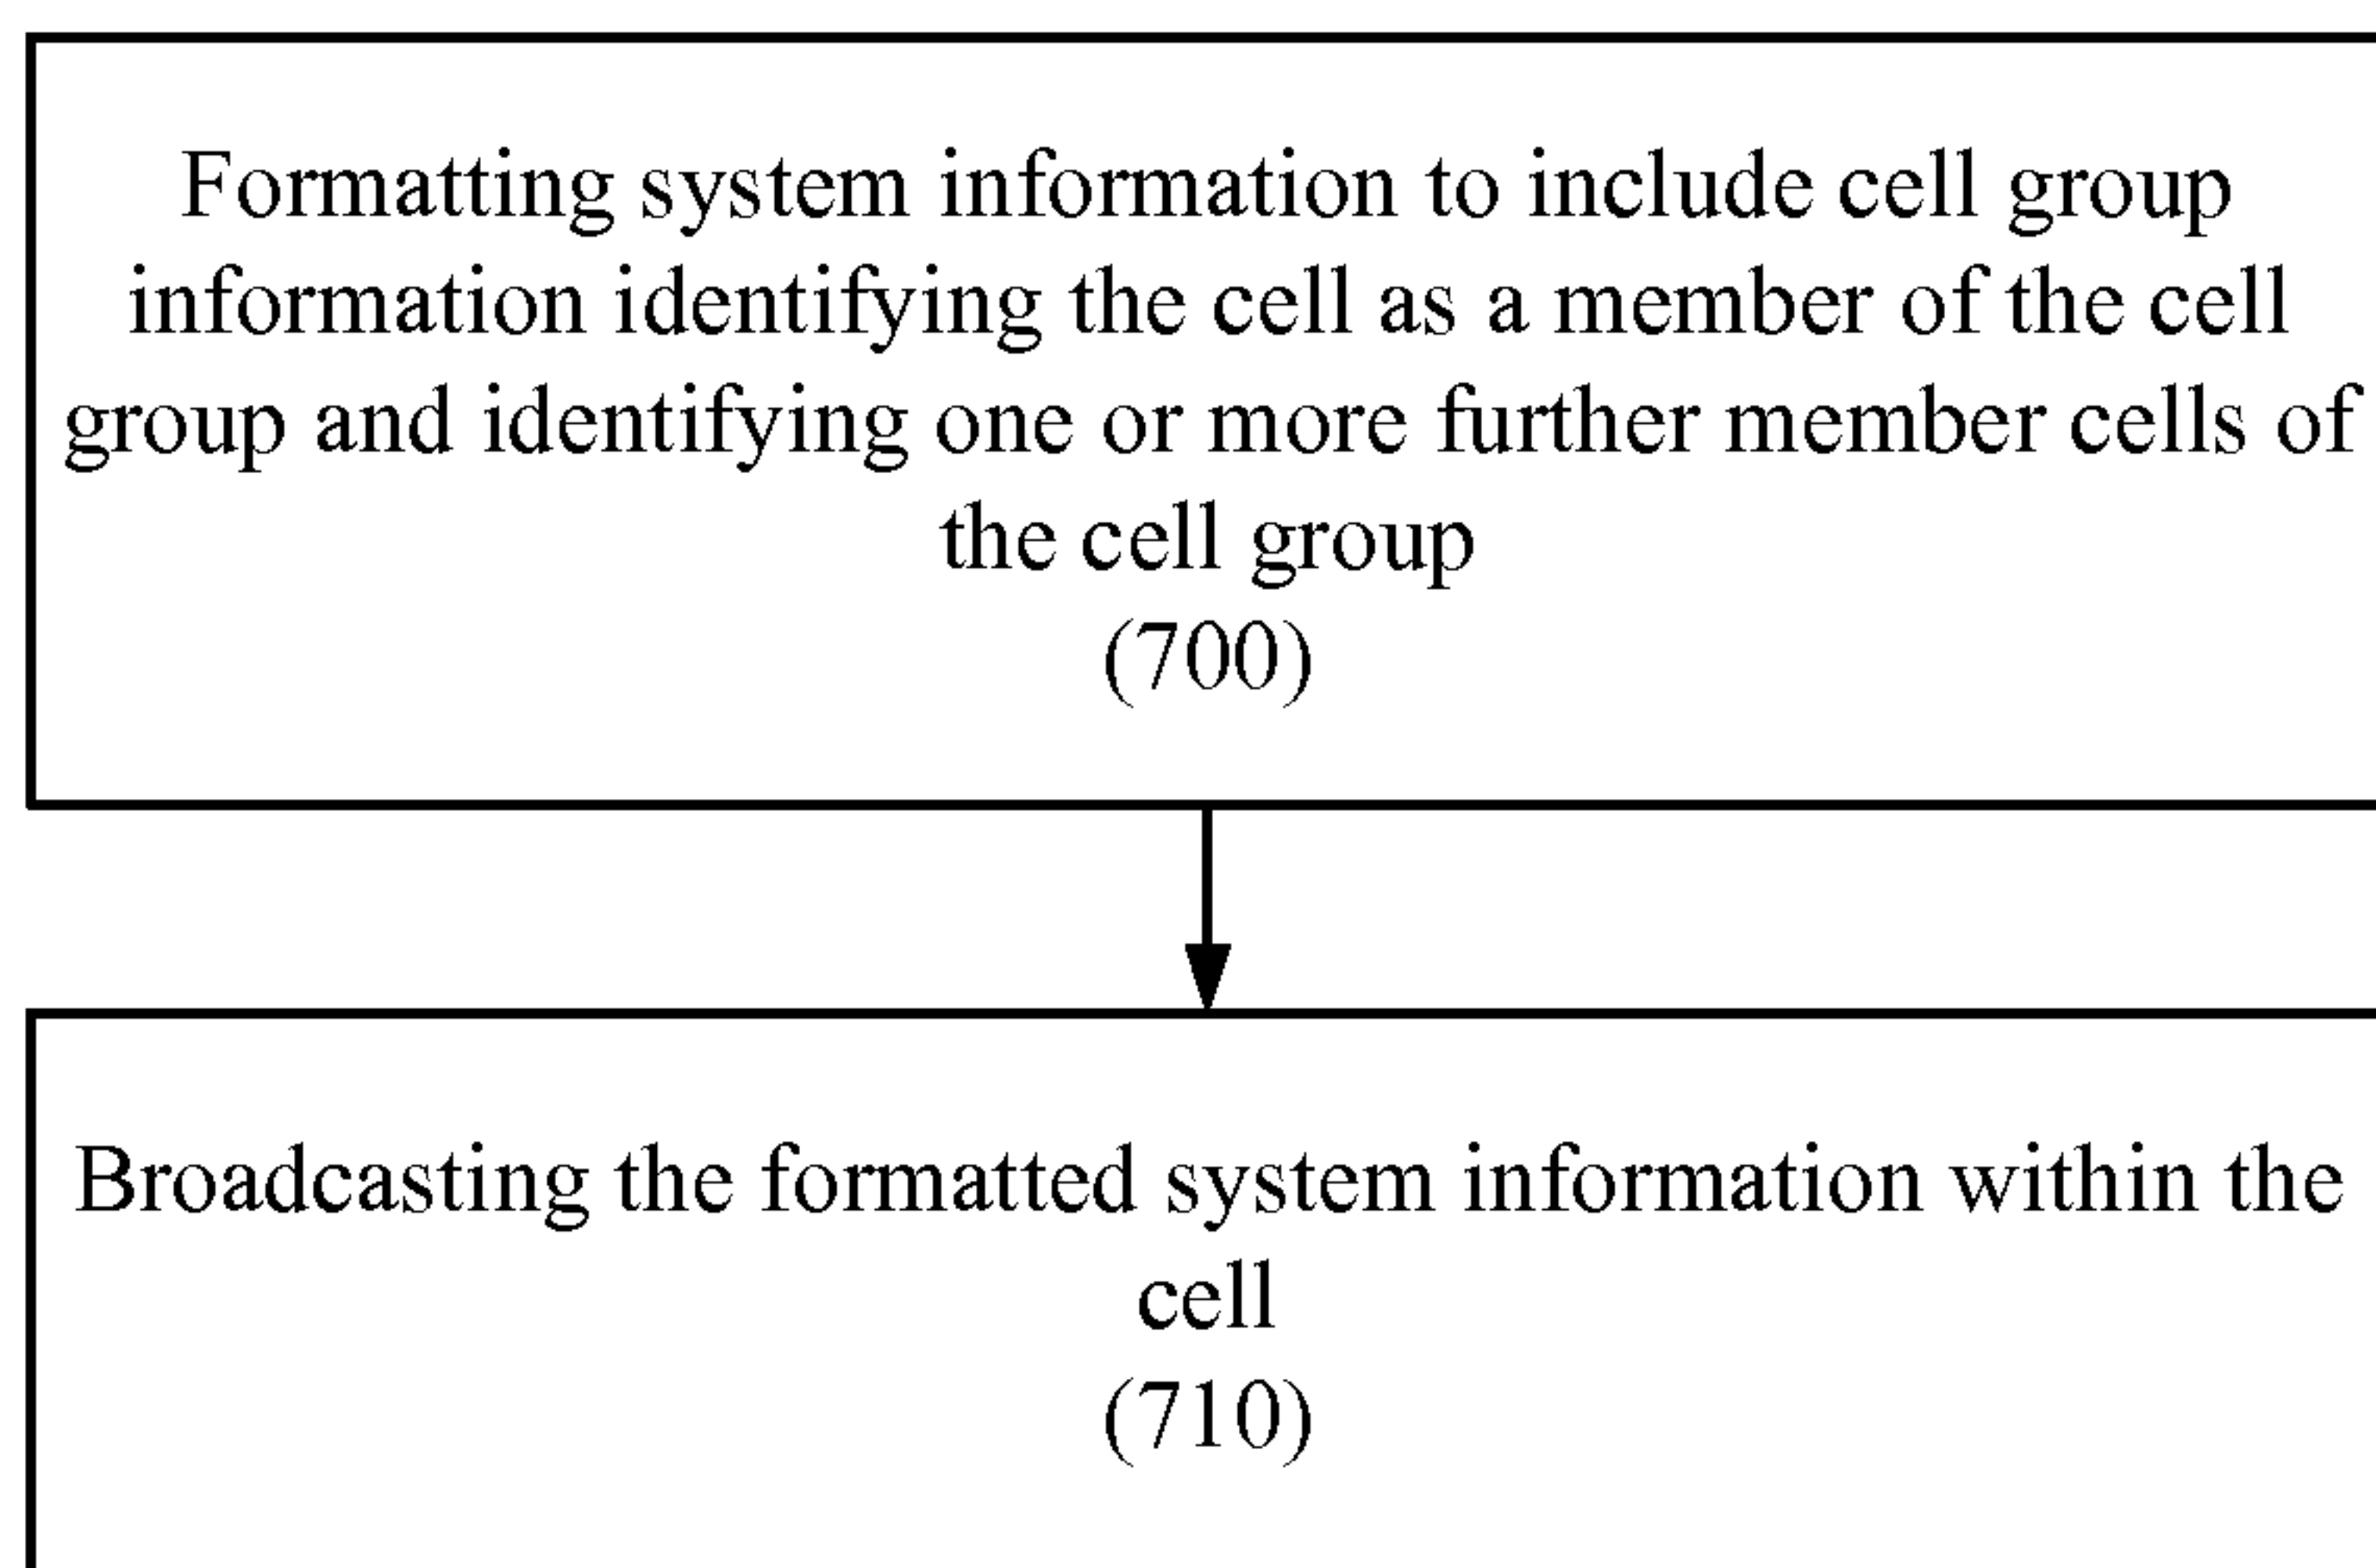 Formatting system information to include cell group
information identifying the cell as a member of the cell
group and identifying one or more further member cells of
the cell group
(700)
Broadcasting the formatted system information within the
cell
(710)